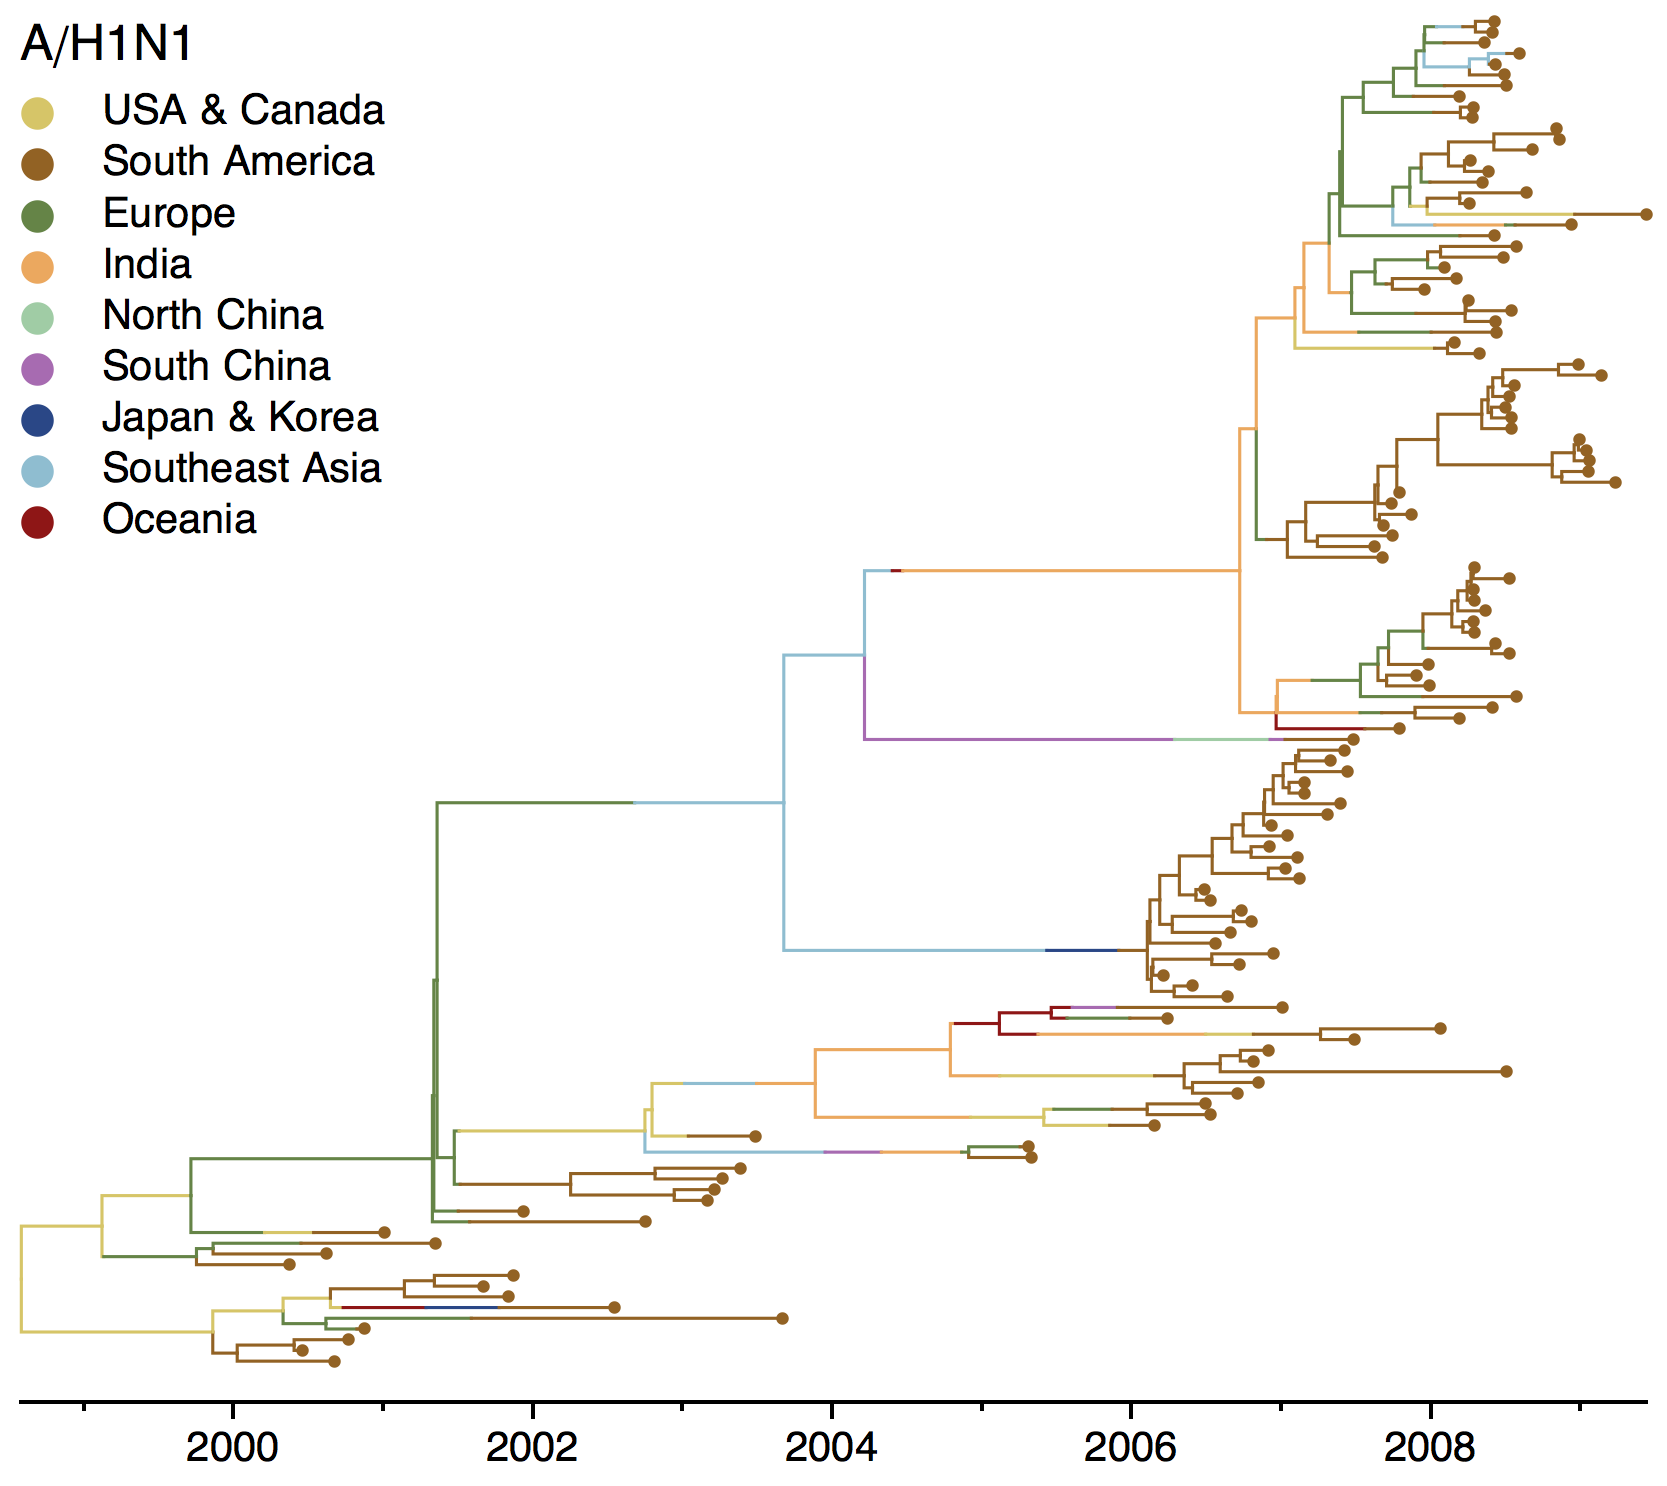 A/H1N1
USA & Canada
South America
Europe
India
North China
South China
Japan & Korea
Southeast Asia
Oceania
2000 2002 2004 2006 2008